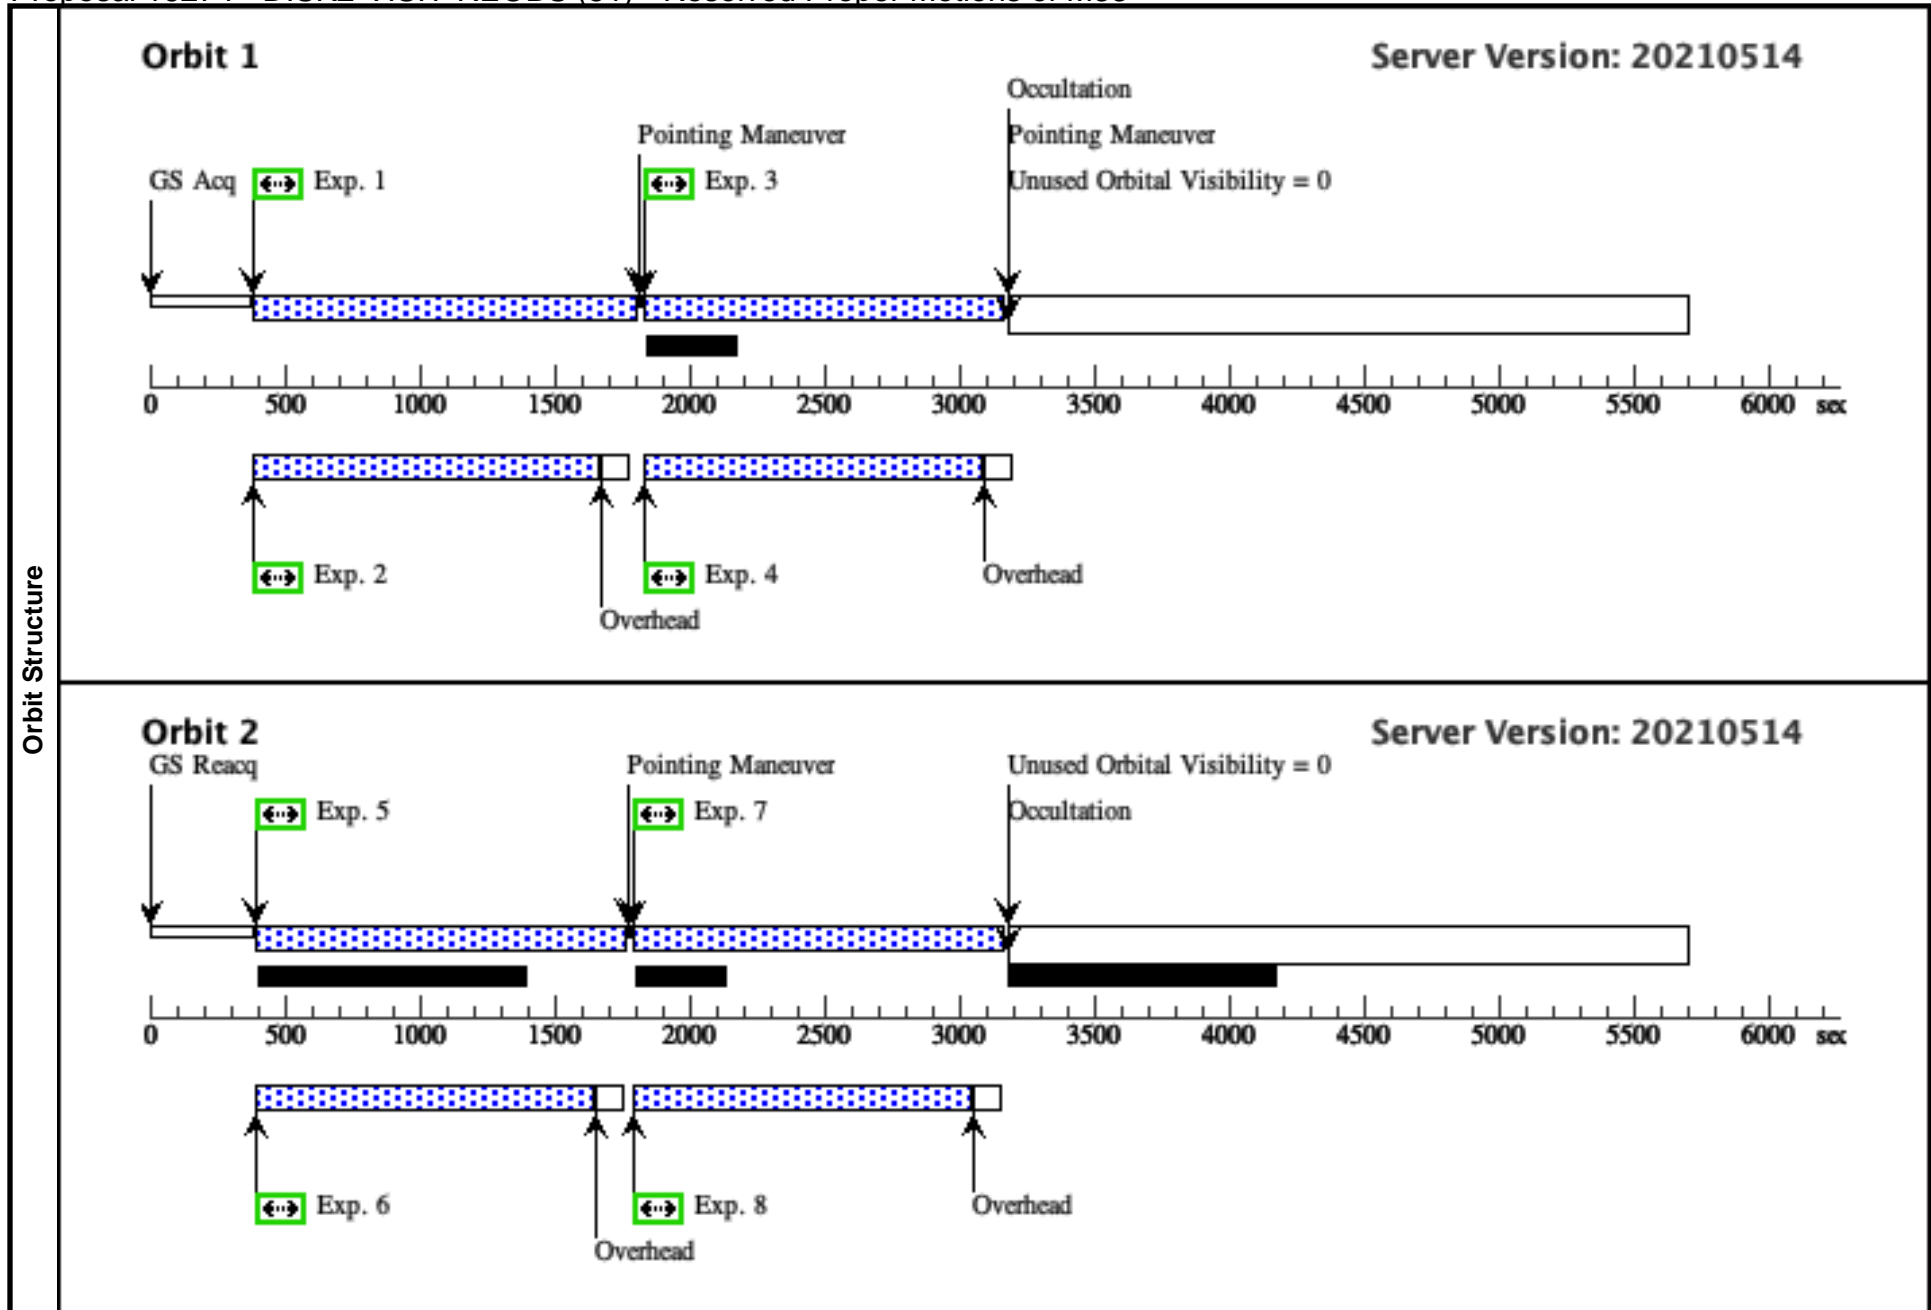 Orbit Structure
Orbit 1
Server Version: 20210514
Occultation
Pointing Maneuver
Pointing Maneuver
GS Acq
Exp. 1
Exp. 3
Unused Orbital Visibility = 0
0 500 1000 1500 2000 2500 3000 3500 4000 4500 5000 5500 6000 sec
Exp. 2
Exp. 4
Overhead
Overhead
Orbit 2
Server Version: 20210514
GS Reacq
Pointing Maneuver
Unused Orbital Visibility = 0
Exp. 5
Exp. 7
Occultation
0 500 1000 1500 2000 2500 3000 3500 4000 4500 5000 5500 6000 sec
Exp. 6
Exp. 8
Overhead
Overhead